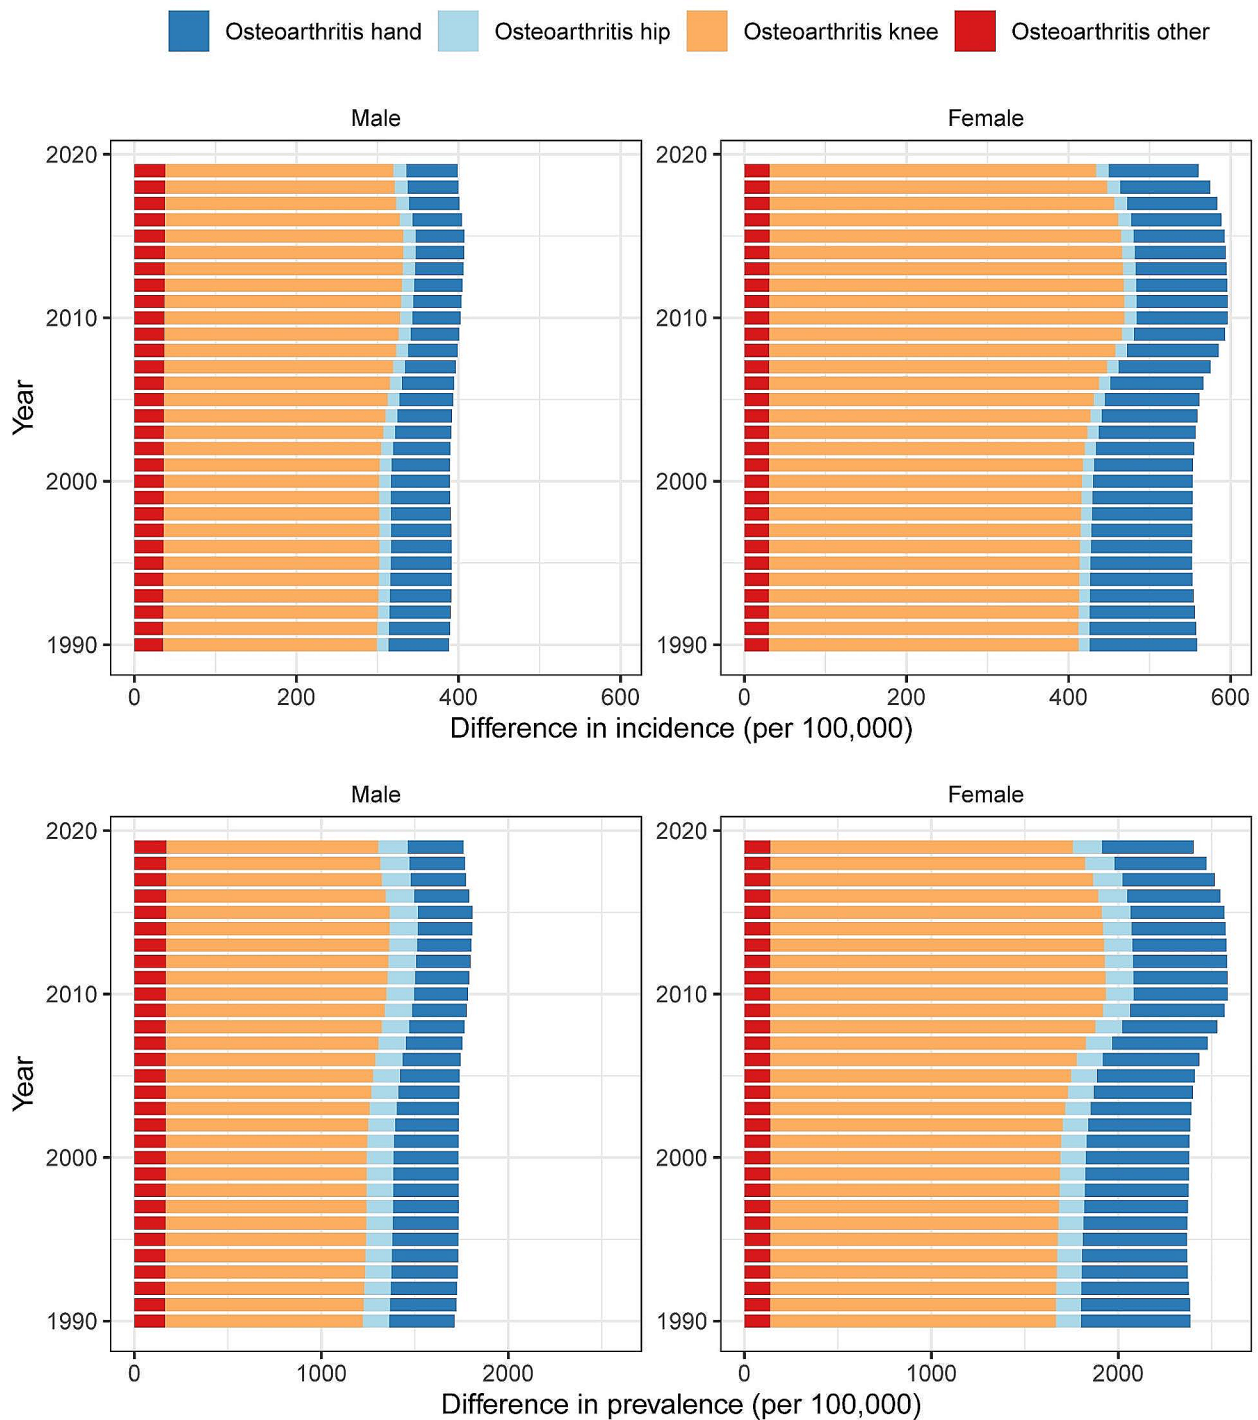 Osteoarthritis hand Osteoarthritis hip Osteoarthritis knee Osteoarthritis other
Male Female
2020 2020
2010 2010
Year
2000 2000
1990 1990
0 200 400 600 0 200 400 600
Difference in incidence (per 100,000)
Male Female
2020 2020
2010 2010
Year
2000 2000
1990 1990
0 1000 2000 0 1000 2000
Difference in prevalence (per 100,000)